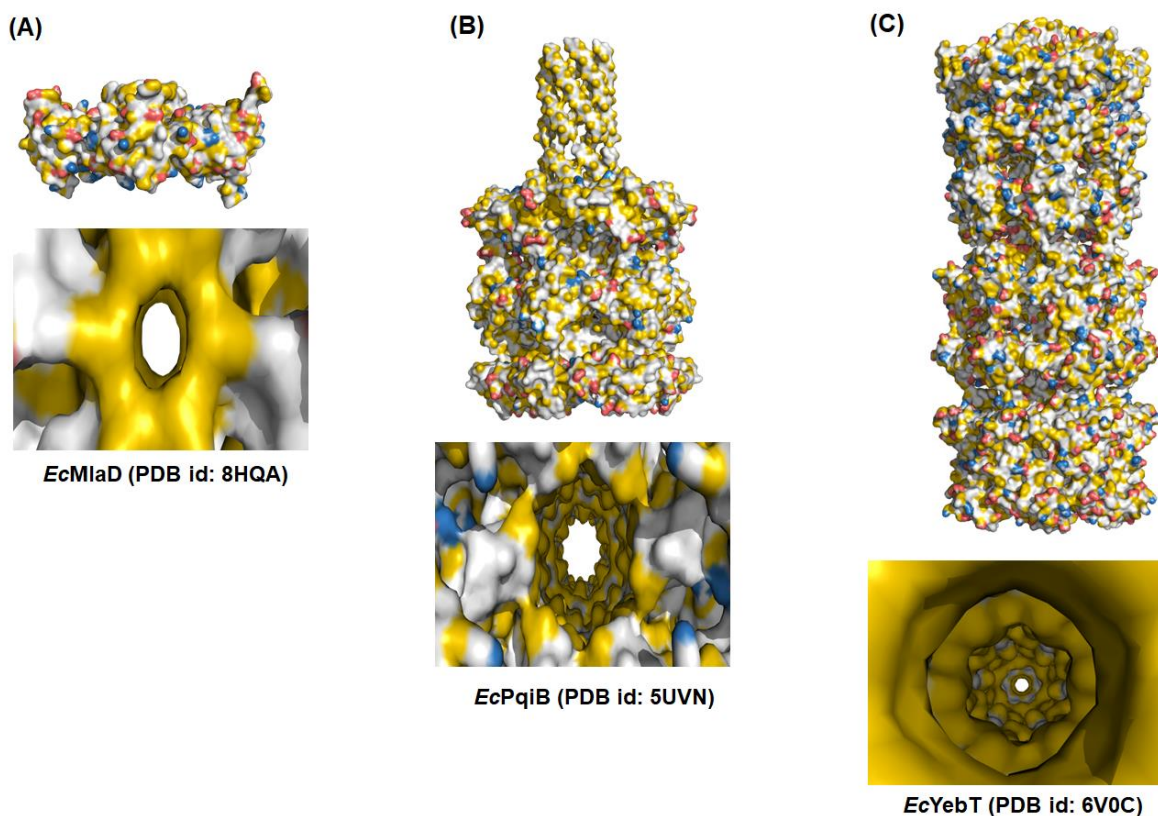 (A)
EcMlaD (PDB id: 8HQA)
(B)
EcPqiB (PDB id: 5UVN)
(C)
EcYebT (PDB id: 6V0C)